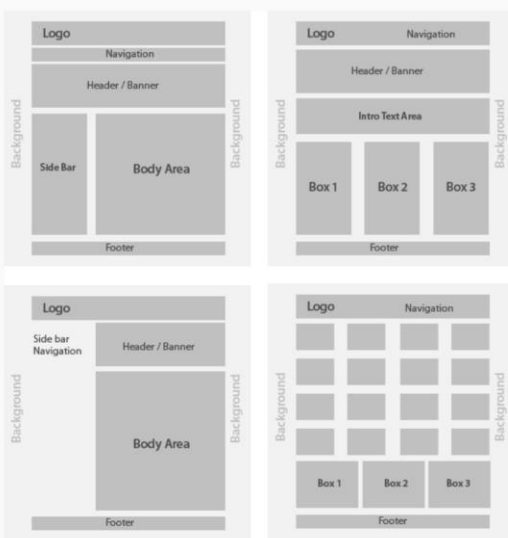 Logo
Navigation
Header / Banner
Background
Side Bar
Body Area
Background
Footer
Logo Navigation
Header / Banner
Background
Intro Text Area
Background
Box 1 Box 2 Box 3
Footer
Logo
Side bar
Navigation
Header / Banner
Background
Body Area
Background
Footer
Logo Navigation
Background
Background
Box 1 Box 2 Box 3
Footer